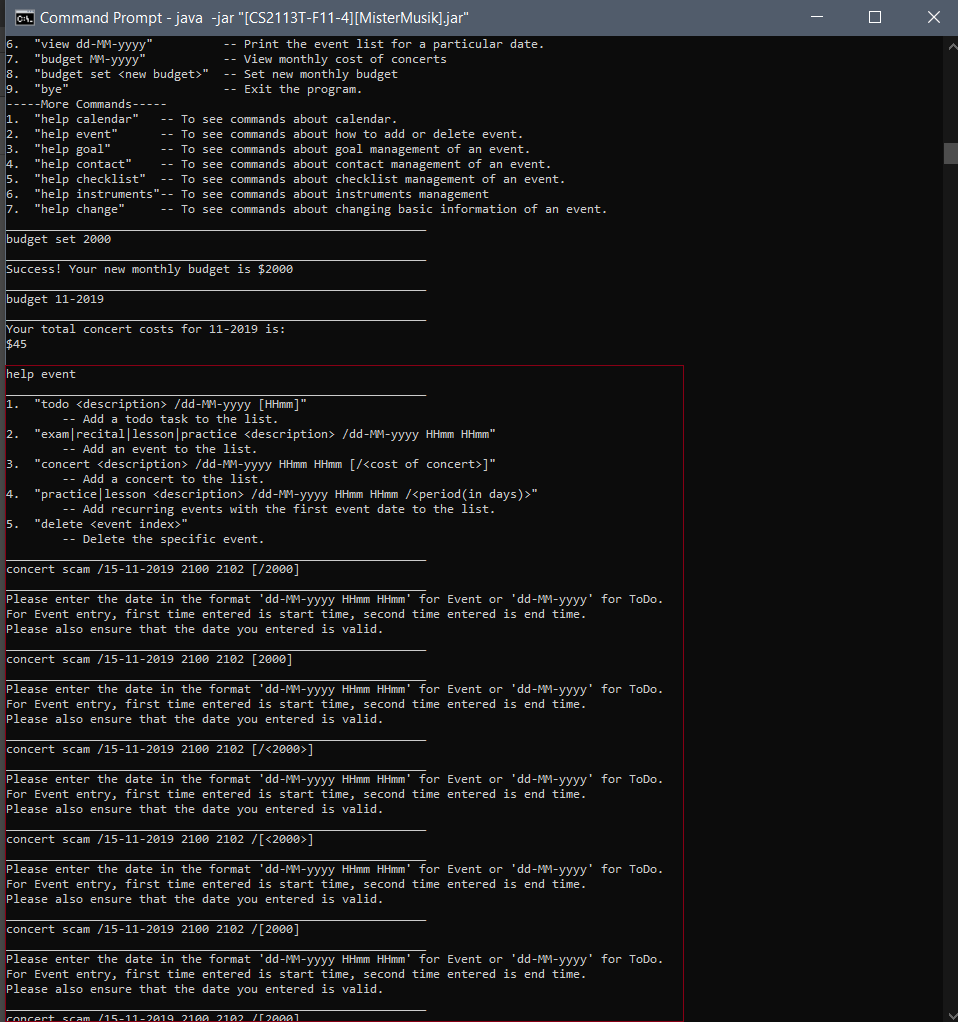 Command Prompt - java  -jar "[CS2113T-F11-4][MisterMusik].jar"
6.  "view dd-MM-yyyy"              -- Print the event list for a particular date.
7.  "budget MM-yyyy"               -- View monthly cost of concerts
8.  "budget set <new budget>"  -- Set new monthly budget
9.  "bye"                      -- Exit the program.
-----More Commands-----
1.  "help calendar"   -- To see commands about calendar.
2.  "help event"      -- To see commands about how to add or delete event.
3.  "help goal"       -- To see commands about goal management of an event.
4.  "help contact"    -- To see commands about contact management of an event.
5.  "help checklist"  -- To see commands about checklist management of an event.
6.  "help instruments"-- To see commands about instruments management
7.  "help change"     -- To see commands about changing basic information of an event.
____________________________________________________________
budget set 2000
____________________________________________________________
Success! Your new monthly budget is $2000
____________________________________________________________
budget 11-2019
____________________________________________________________
Your total concert costs for 11-2019 is:
$45
help event
____________________________________________________________
1.  "todo <description> /dd-MM-yyyy [HHmm]"
        -- Add a todo task to the list.
2.  "exam|recital|lesson|practice <description> /dd-MM-yyyy HHmm HHmm"
        -- Add an event to the list.
3.  "concert <description> /dd-MM-yyyy HHmm HHmm [/<cost of concert>]"
        -- Add a concert to the list.
4.  "practice|lesson <description> /dd-MM-yyyy HHmm HHmm /<period(in days)>"
        -- Add recurring events with the first event date to the list.
5.  "delete <event index>"
        -- Delete the specific event.
____________________________________________________________
concert scam /15-11-2019 2100 2102 [/2000]
____________________________________________________________
Please enter the date in the format 'dd-MM-yyyy HHmm HHmm' for Event or 'dd-MM-yyyy' for ToDo.
For Event entry, first time entered is start time, second time entered is end time.
Please also ensure that the date you entered is valid.
____________________________________________________________
concert scam /15-11-2019 2100 2102 [2000]
____________________________________________________________
Please enter the date in the format 'dd-MM-yyyy HHmm HHmm' for Event or 'dd-MM-yyyy' for ToDo.
For Event entry, first time entered is start time, second time entered is end time.
Please also ensure that the date you entered is valid.
____________________________________________________________
concert scam /15-11-2019 2100 2102 [/<2000>]
____________________________________________________________
Please enter the date in the format 'dd-MM-yyyy HHmm HHmm' for Event or 'dd-MM-yyyy' for ToDo.
For Event entry, first time entered is start time, second time entered is end time.
Please also ensure that the date you entered is valid.
____________________________________________________________
concert scam /15-11-2019 2100 2102 /[<2000>]
____________________________________________________________
Please enter the date in the format 'dd-MM-yyyy HHmm HHmm' for Event or 'dd-MM-yyyy' for ToDo.
For Event entry, first time entered is start time, second time entered is end time.
Please also ensure that the date you entered is valid.
____________________________________________________________
concert scam /15-11-2019 2100 2102 /[2000]
____________________________________________________________
Please enter the date in the format 'dd-MM-yyyy HHmm HHmm' for Event or 'dd-MM-yyyy' for ToDo.
For Event entry, first time entered is start time, second time entered is end time.
Please also ensure that the date you entered is valid.
____________________________________________________________
concert scam /15-11-2019 2100 2102 /[2000]